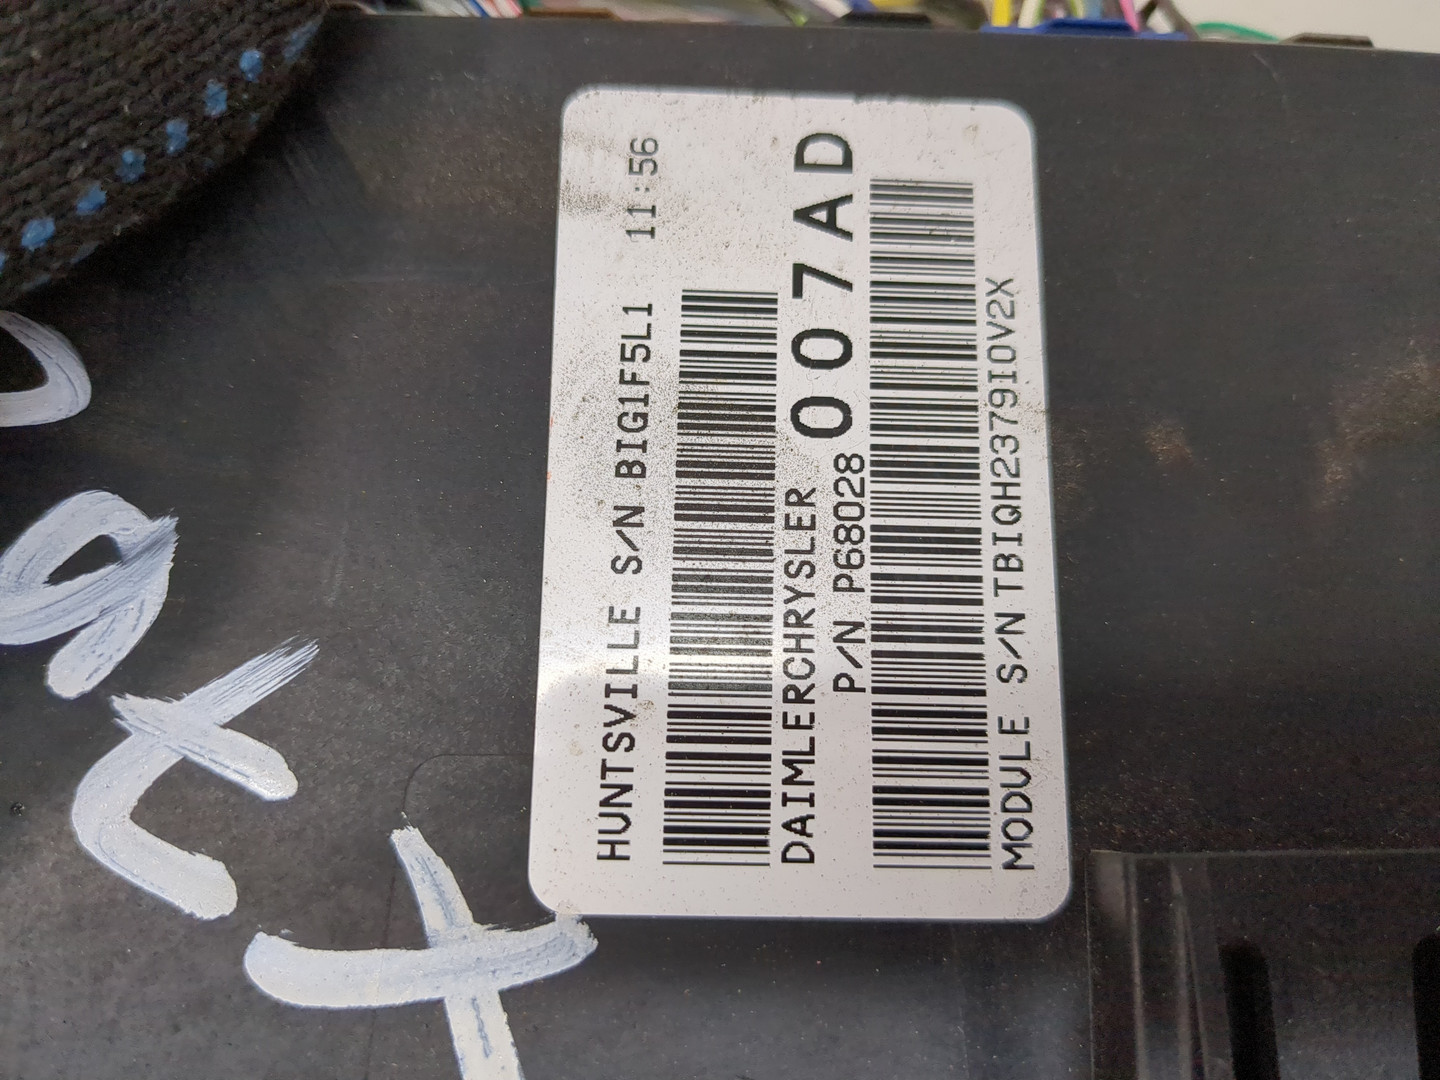 HUNTSVILLE S/N BIG1F5L1 11:56
DAIMLERCHRYSLER
P/N P68028 007AD
MODULE S/N TBIQH23791OV2X